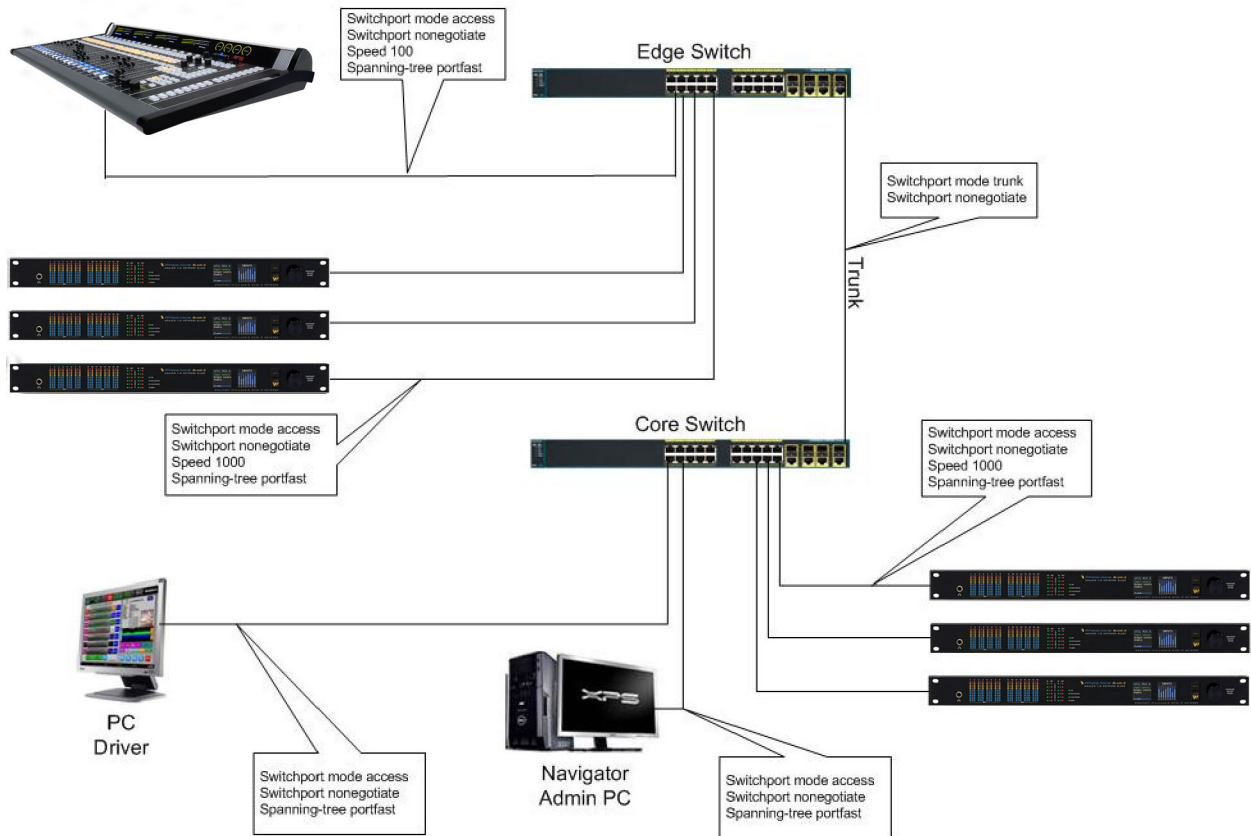 Switchport mode access
Switchport nonegotiate
Speed 100
Spanning-tree portfast
Edge Switch
Switchport mode trunk
Switchport nonegotiate
Trunk
Switchport mode access
Switchport nonegotiate
Speed 1000
Spanning-tree portfast
Core Switch
Switchport mode access
Switchport nonegotiate
Speed 1000
Spanning-tree portfast
PC
Driver
Switchport mode access
Switchport nonegotiate
Spanning-tree portfast
XPS
Navigator
Admin PC
Switchport mode access
Switchport nonegotiate
Spanning-tree portfast